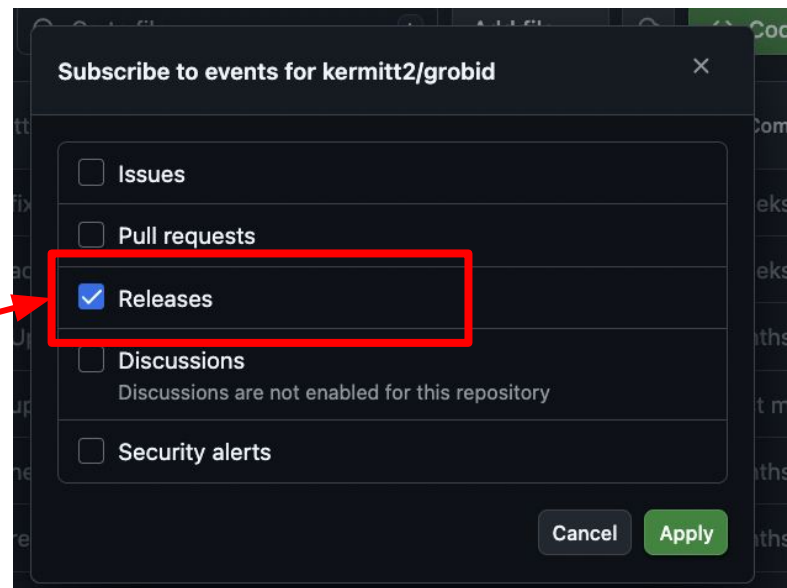 Subscribe to events for kermitt2/grobid
Issues
Pull requests
Releases
Discussions
Discussions are not enabled for this repository
Security alerts
Cancel
Apply